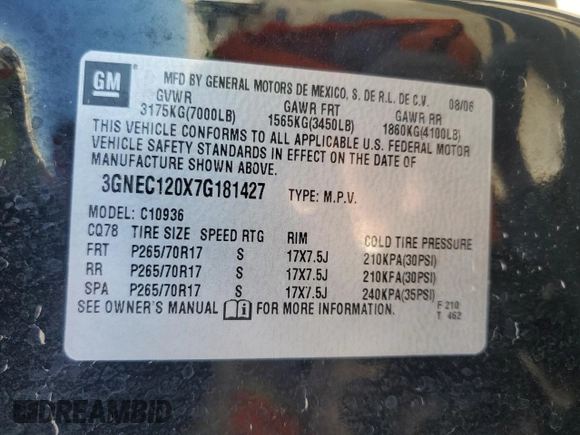 GM
MFD BY GENERAL MOTORS DE MEXICO, S. DE R.L. DE C.V. 08/06
GVWR GAWR FRT GAWR RR
3175KG(7000LB) 1565KG(3450LB) 1860KG(4100LB)
THIS VEHICLE CONFORMS TO ALL APPLICABLE U.S. FEDERAL MOTOR
VEHICLE SAFETY STANDARDS IN EFFECT ON THE DATE OF
MANUFACTURE SHOWN ABOVE.
3GNEC120X7G181427 TYPE: M.P.V.
MODEL: C10936
CQ78 TIRE SIZE SPEED RTG RIM COLD TIRE PRESSURE
FRT P265/70R17 S 17X7.5J 210KPA(30PSI)
RR P265/70R17 S 17X7.5J 210KPA(30PSI)
SPA P265/70R17 S 17X7.5J 240KPA(35PSI)
SEE OWNER'S MANUAL i FOR MORE INFORMATION.
F 210
T 462
DREAMBID